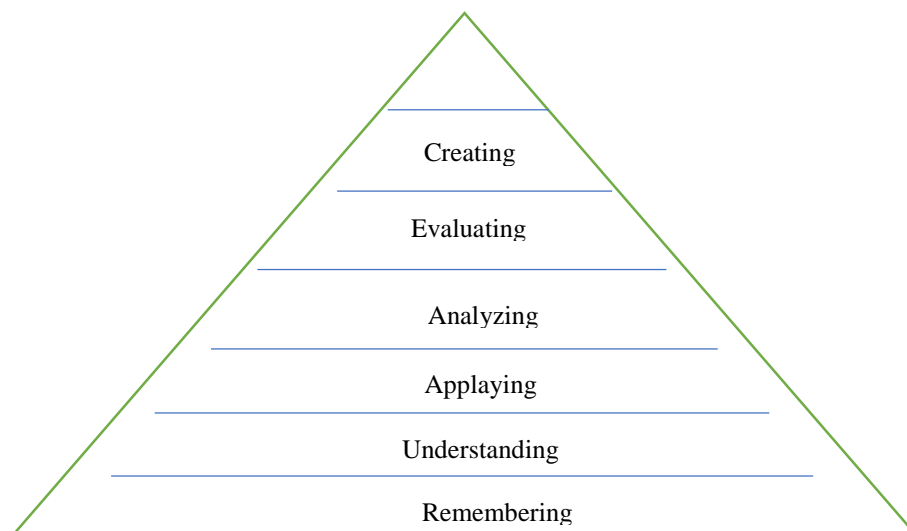 Creating
Evaluating
Analyzing
Applaying
Understanding
Remembering